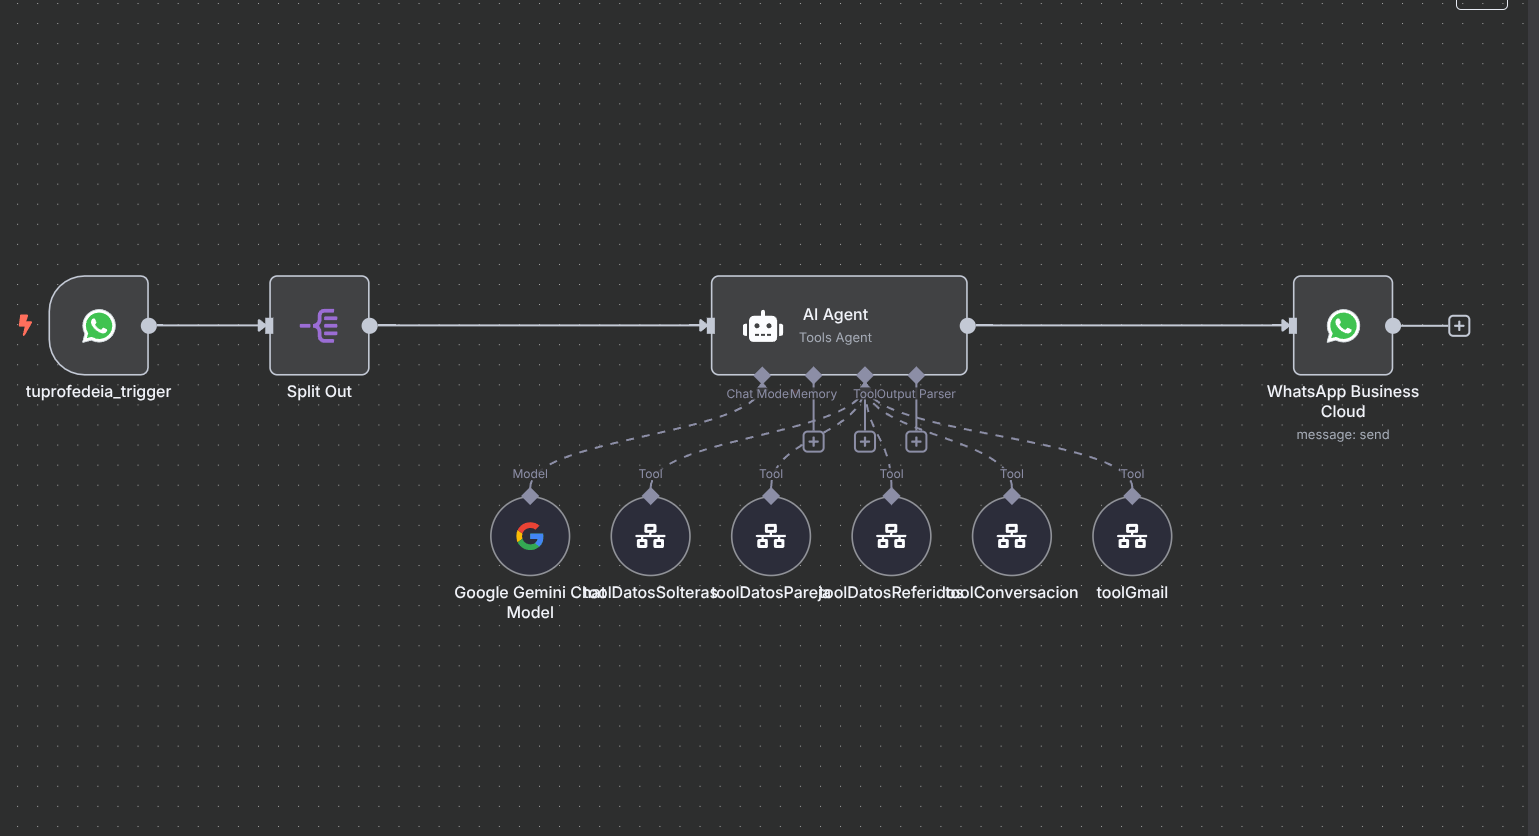 AI Agent
Tools Agent
tuprofedeia_trigger
Split Out
WhatsApp Business
Cloud
message: send
Chat Mode
Memory
Tool
Output Parser
Model
Tool
Tool
Tool
Tool
Tool
Google Gemini Chat
Model
toolDatosSolteras
toolDatosPareja
toolDatosReferidos
toolConversacion
toolGmail